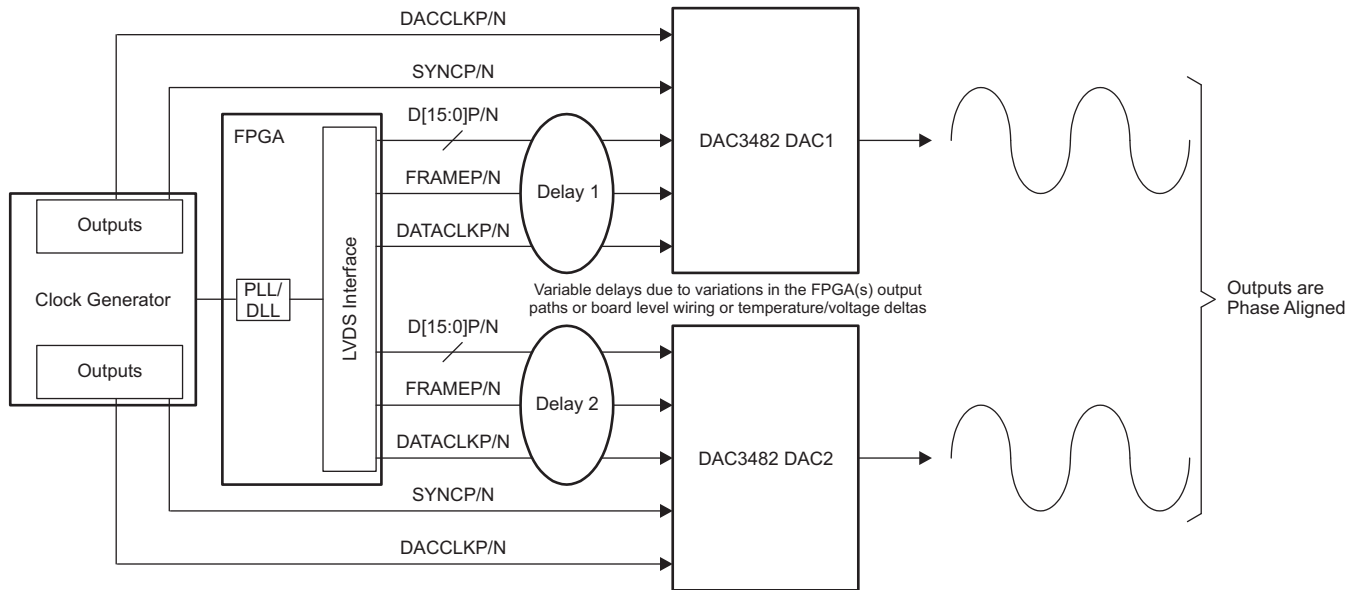 DACCLKP/N
SYNCP/N
FPGA
D[15:0]P/N
FRAMEP/N
DATACLKP/N
Delay 1
DAC3482 DAC1
Outputs
Clock Generator
Outputs
PLL/
DLL
LVDS Interface
Variable delays due to variations in the FPGA(s) output
paths or board level wiring or temperature/voltage deltas
D[15:0]P/N
FRAMEP/N
DATACLKP/N
Delay 2
DAC3482 DAC2
SYNCP/N
DACCLKP/N
Outputs are
Phase Aligned